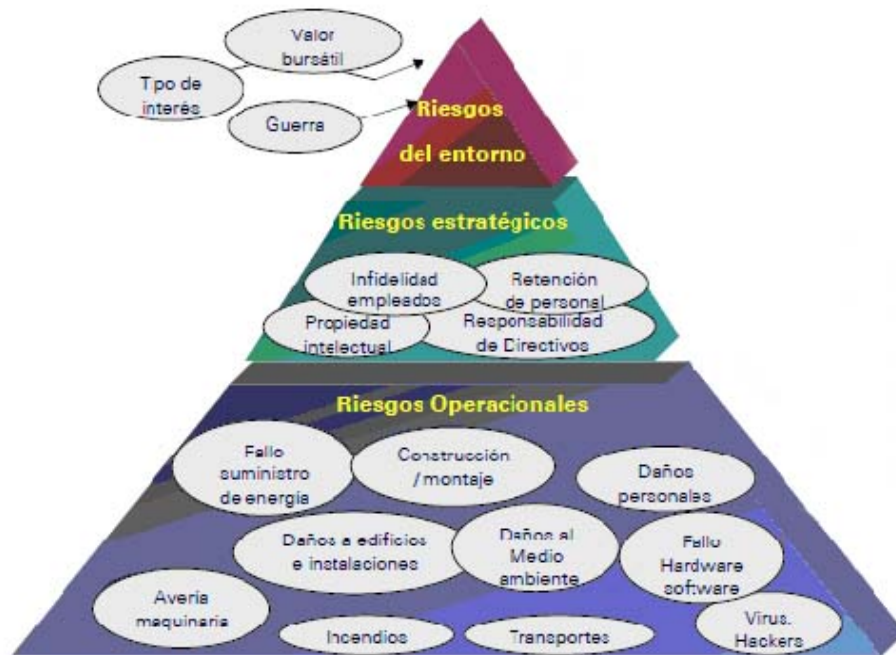 Valor
bursátil
Tipo de
interés
Guerra
Riesgos
del entorno
Riesgos estratégicos
Infidelidad
empleados
Retención
de personal
Propiedad
intelectual
Responsabilidad
de Directivos
Riesgos Operacionales
Fallo
suministro
de energía
Construcción
/ montaje
Daños
personales
Daños a edificios
e instalaciones
Daños al
Medio
ambiente
Fallo
Hardware
software
Avería
maquinaria
Incendios
Transportes
Virus.
Hackers